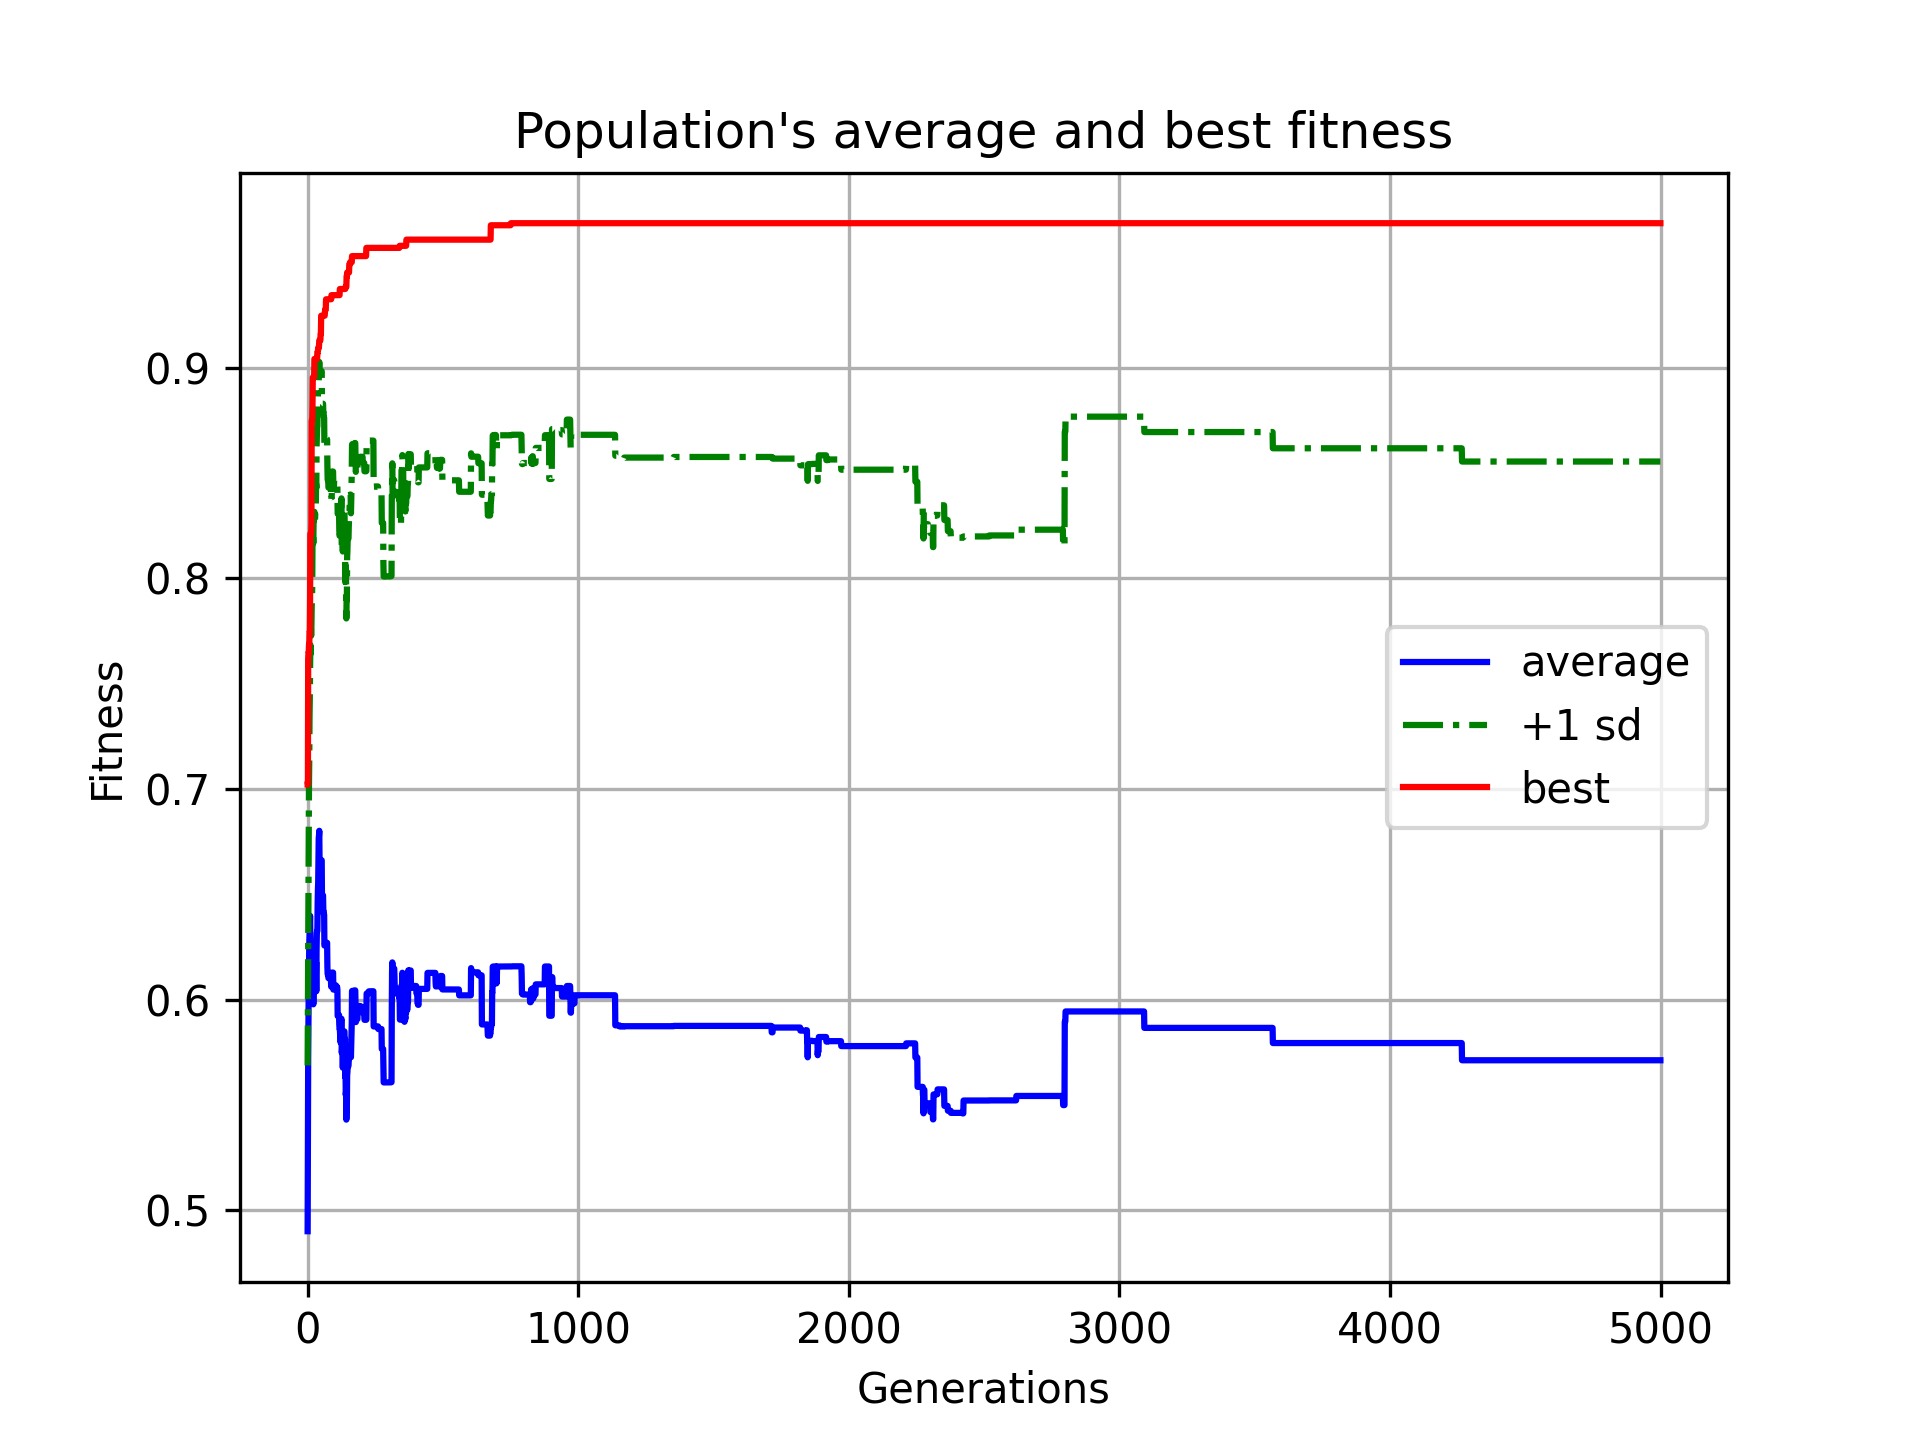 Population's average and best fitness
Fitness
0.9
0.8
0.7
0.6
0.5
average
+1 sd
best
0 1000 2000 3000 4000 5000
Generations